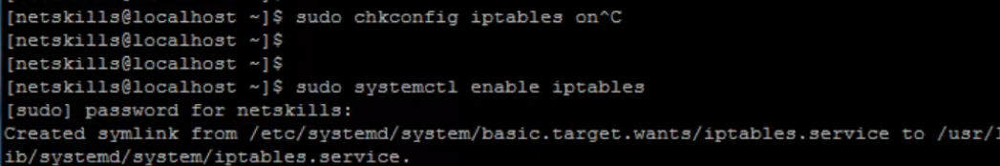 [netskills@localhost ~]$ sudo chkconfig iptables on^C
[netskills@localhost ~]$
[netskills@localhost ~]$
[netskills@localhost ~]$ sudo systemctl enable iptables
[sudo] password for netskills:
Created symlink from /etc/systemd/system/basic.target.wants/iptables.service to /usr/l
ib/systemd/system/iptables.service.